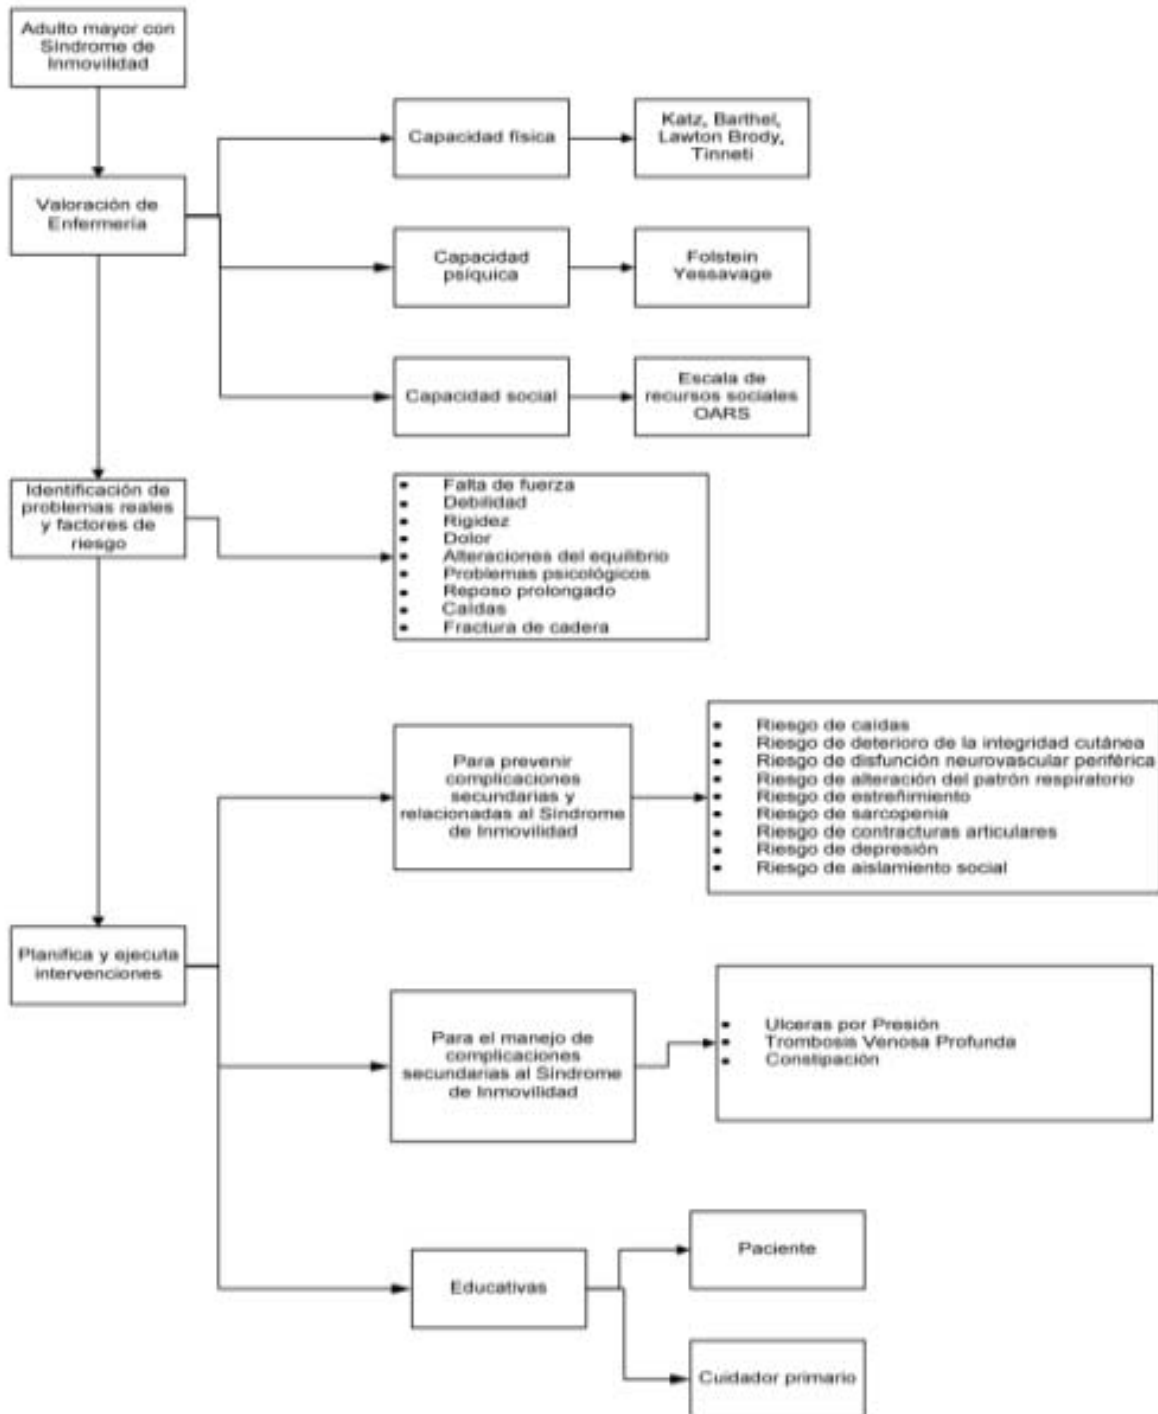 Adulto mayor con
Síndrome de
Inmovilidad
Capacidad física
Katz, Barthel,
Lawton Brody,
Tinneti
Valoración de
Enfermería
Capacidad
psíquica
Folstein
Yessavage
Capacidad social
Escala de
recursos sociales
OARS
Identificación de
problemas reales
y factores de
riesgo
• Falta de fuerza
• Debilidad
• Rigidez
• Dolor
• Alteraciones del equilibrio
• Problemas psicológicos
• Reposo prolongado
• Caídas
• Fractura de cadera
Para prevenir
complicaciones
secundarias y
relacionadas al Síndrome
de Inmovilidad
• Riesgo de caídas
• Riesgo de deterioro de la integridad cutánea
• Riesgo de disfunción neurovascular periférica
• Riesgo de alteración del patrón respiratorio
• Riesgo de estreñimiento
• Riesgo de sarcopenia
• Riesgo de contracturas articulares
• Riesgo de depresión
• Riesgo de aislamiento social
Planifica y ejecuta
intervenciones
Para el manejo de
complicaciones
secundarias al Síndrome
de Inmovilidad
• Ulceras por Presión
• Trombosis Venosa Profunda
• Constipación
Educativas
Paciente
Cuidador primario